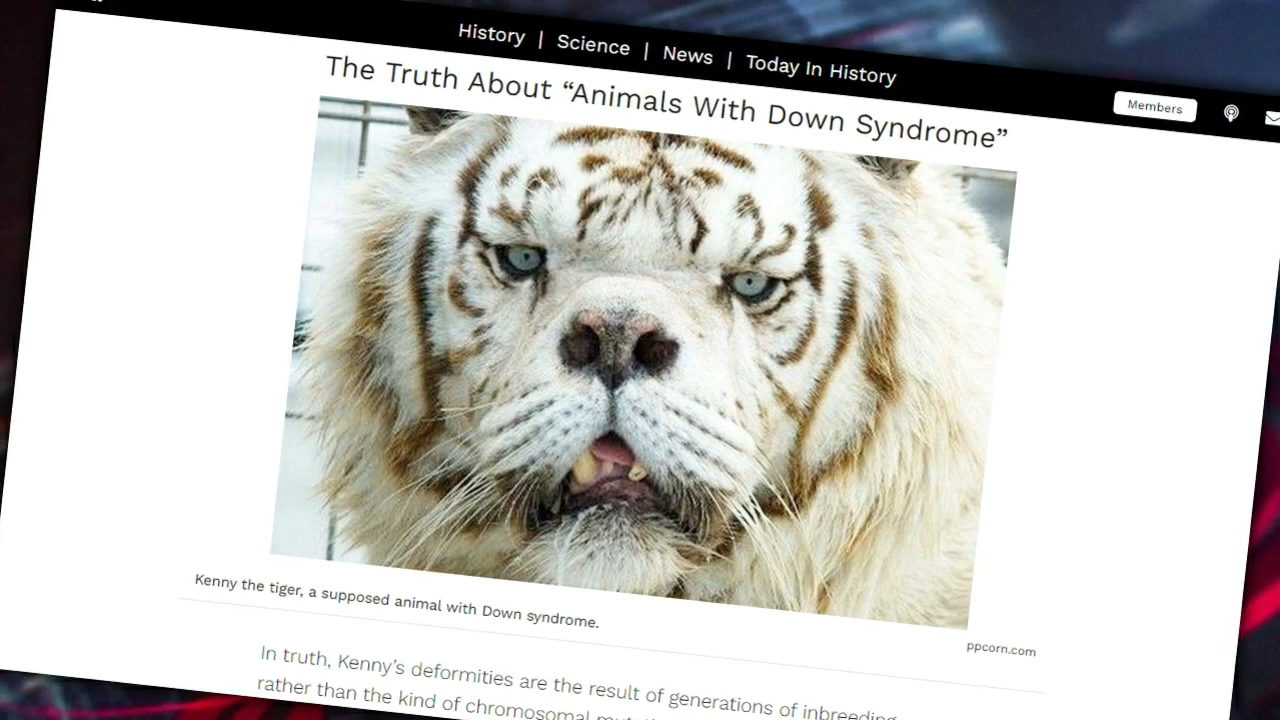 History | Science | News | Today In History
Members
The Truth About “Animals With Down Syndrome”
Kenny the tiger, a supposed animal with Down syndrome.
ppcorn.com
In truth, Kenny’s deformities are the result of generations of inbreeding
rather than the kind of chromosomal